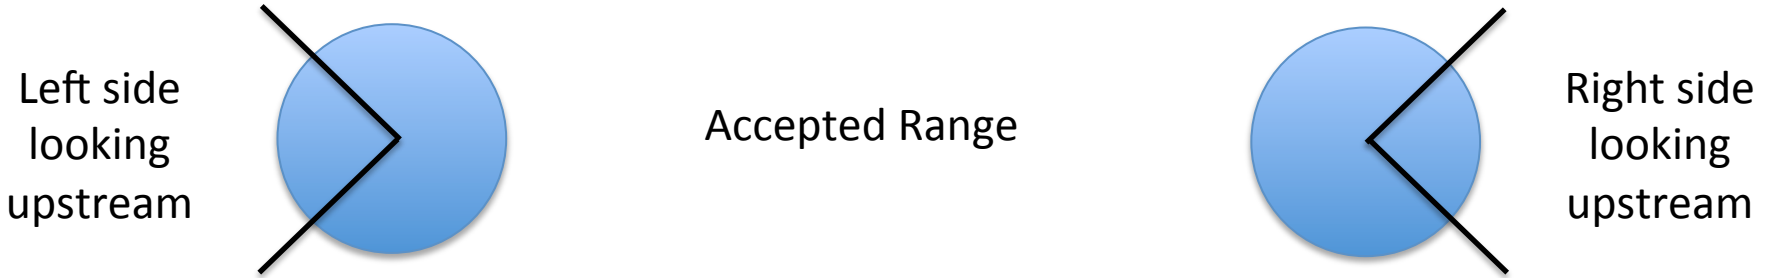 Left side
looking
upstream
Accepted Range
Right side
looking
upstream